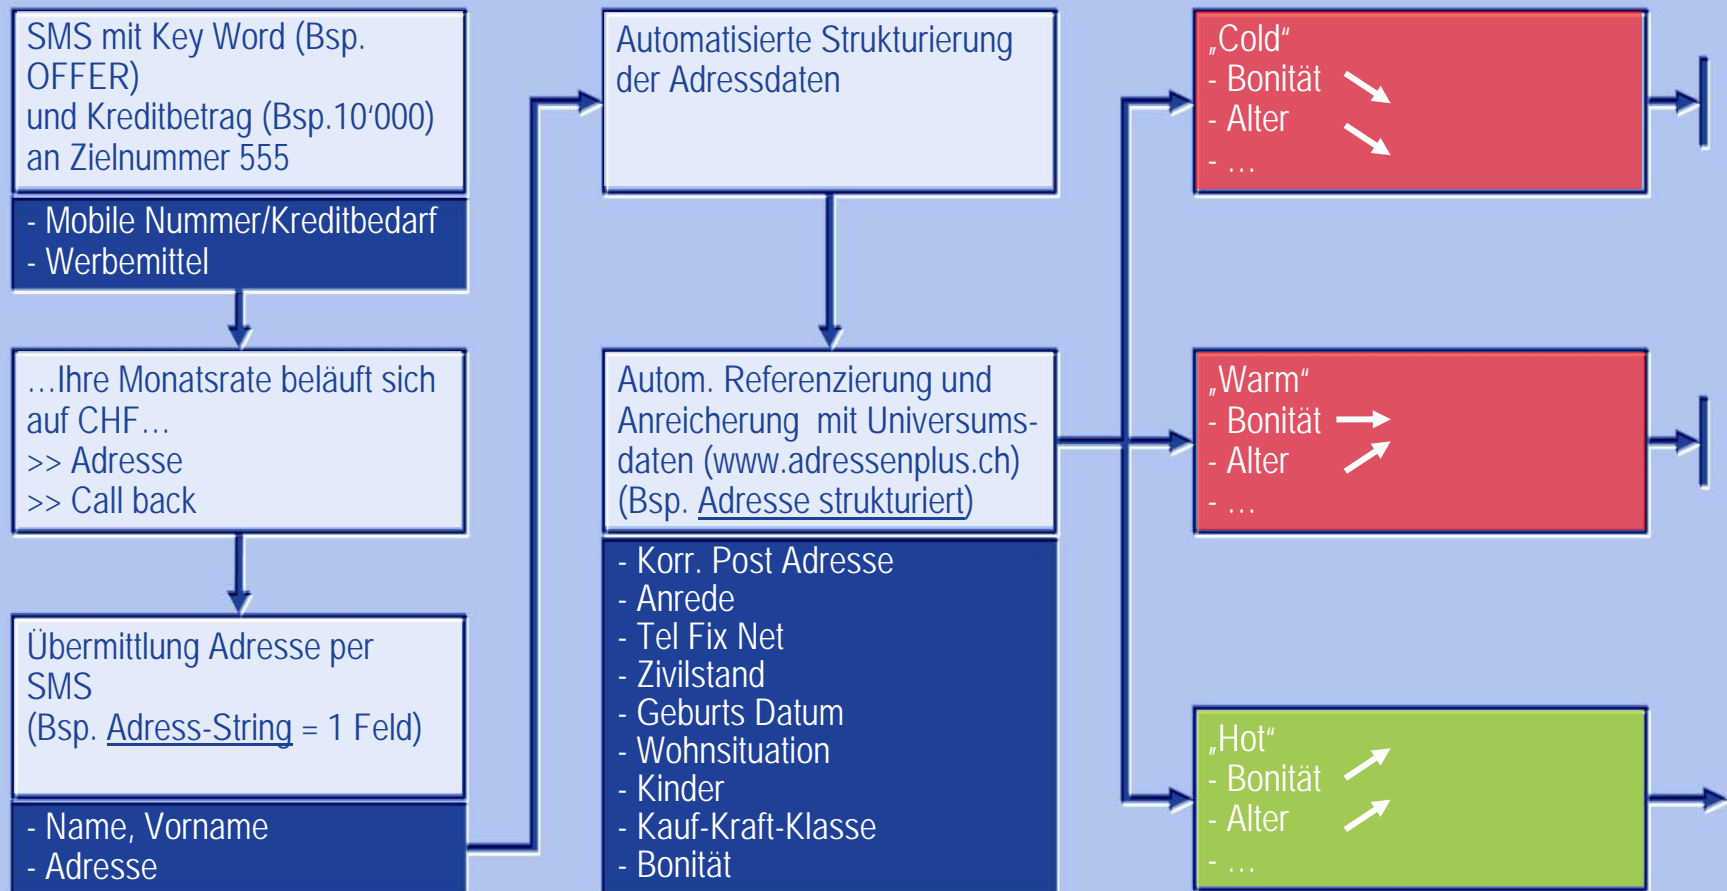 SMS mit Key Word (Bsp.
OFFER)
und Kreditbetrag (Bsp.10‘000)
an Zielnummer 555
- Mobile Nummer/Kreditbedarf
- Werbemittel
…Ihre Monatsrate beläuft sich
auf CHF…
>> Adresse
>> Call back
Übermittlung Adresse per
SMS
(Bsp. Adress-String = 1 Feld)
- Name, Vorname
- Adresse
Automatisierte Strukturierung
der Adressdaten
Autom. Referenzierung und
Anreicherung mit Universums-
daten (www.adressenplus.ch)
(Bsp. Adresse strukturiert)
- Korr. Post Adresse
- Anrede
- Tel Fix Net
- Zivilstand
- Geburts Datum
- Wohnsituation
- Kinder
- Kauf-Kraft-Klasse
- Bonität
„Cold“
- Bonität
- Alter
- …
„Warm“
- Bonität
- Alter
- …
„Hot“
- Bonität
- Alter
- …